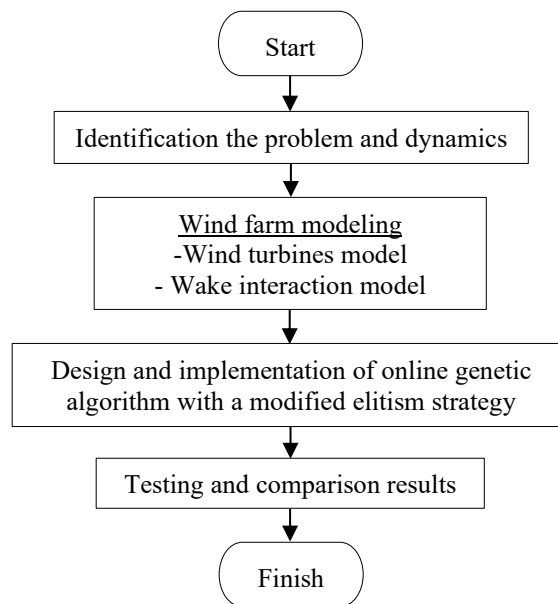 Start
Identification the problem and dynamics
Wind farm modeling
-Wind turbines model
- Wake interaction model
Design and implementation of online genetic
algorithm with a modified elitism strategy
Testing and comparison results
Finish